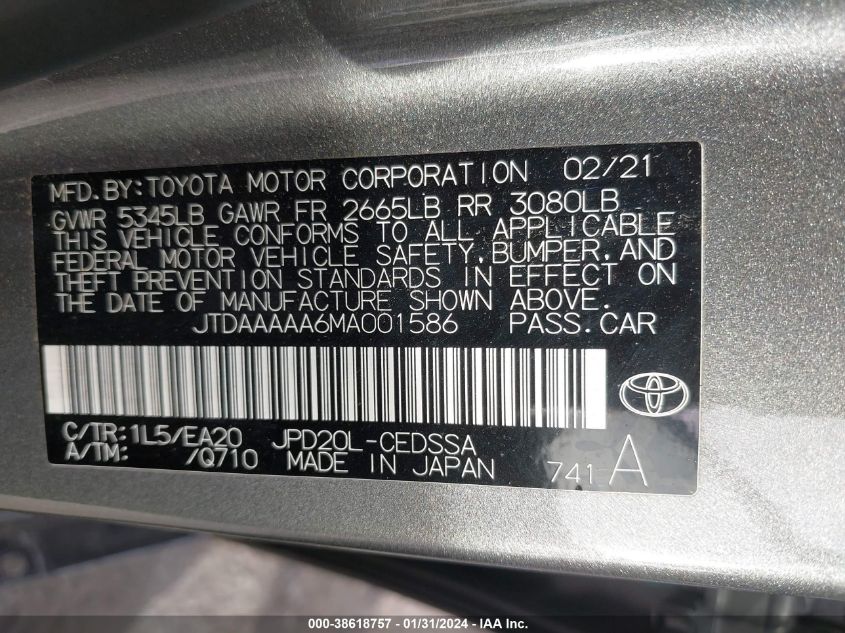 MFD.BY:TOYOTA MOTOR CORPORATION 02/21
GVWR 5345LB GAWR FR 2665LB RR 3080LB
THIS VEHICLE CONFORMS TO ALL APPLICABLE
FEDERAL MOTOR VEHICLE SAFETY,BUMPER,AND
THEFT PREVENTION STANDARDS IN EFFECT ON
THE DATE OF MANUFACTURE SHOWN ABOVE.
JTDAAAAA6MA001586 PASS.CAR
C/TR:1L5/EA20 JPD20L-CEDSSA
A/TM: /Q710 MADE IN JAPAN 741 A
000-38618757 - 01/31/2024 - IAA Inc.